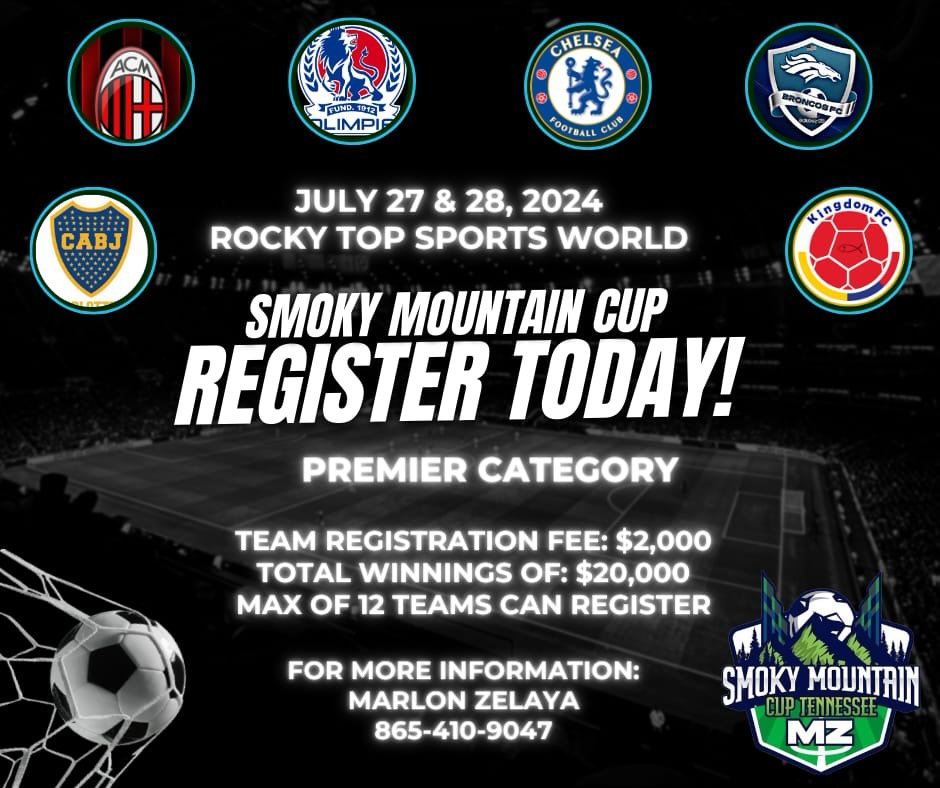 ACM
FUND. 1912
OLIMPIA
CHELSEA
FOOTBALL CLUB
BRONCOS FC
CABJ
Kingdom FC
JULY 27 & 28, 2024
ROCKY TOP SPORTS WORLD
SMOKY MOUNTAIN CUP
REGISTER TODAY!
PREMIER CATEGORY
TEAM REGISTRATION FEE: $2,000
TOTAL WINNINGS OF: $20,000
MAX OF 12 TEAMS CAN REGISTER
FOR MORE INFORMATION:
MARLON ZELAYA
865-410-9047
SMOKY MOUNTAIN
CUP TENNESSEE
MZ